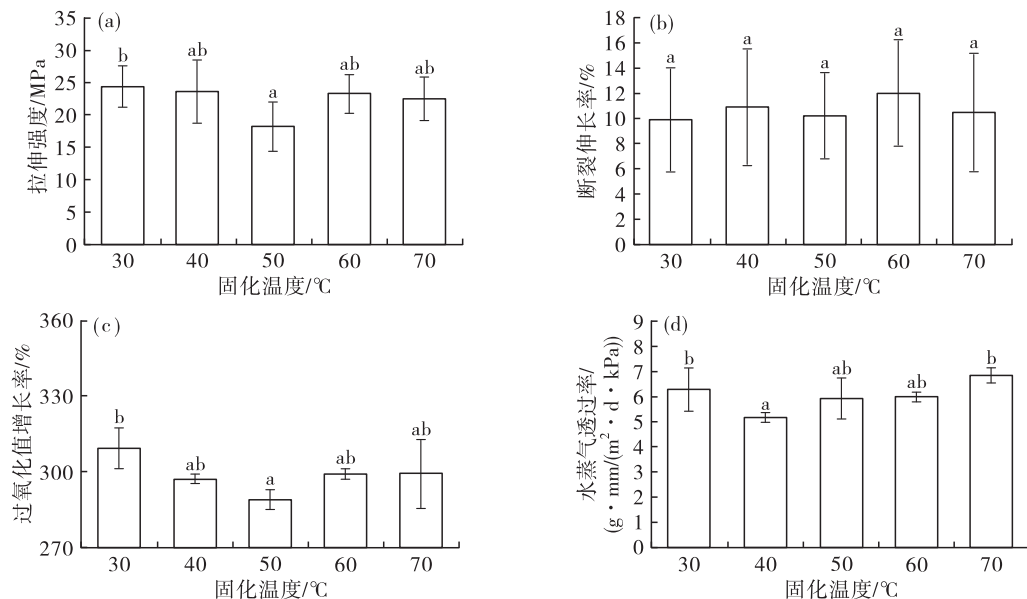 (a)
35
30
25
20
15
10
5
0
拉伸强度/MPa
b
ab
a
ab
ab
30 40 50 60 70
固化温度/℃
(b)
18
16
14
12
10
8
6
4
2
0
断裂伸长率/%
a
a
a
a
a
30 40 50 60 70
固化温度/℃
(c)
360
330
300
270
过氧化值增长率/%
b
ab
a
ab
ab
30 40 50 60 70
固化温度/℃
(d)
9
8
7
6
5
4
3
2
1
0
水蒸气透过率/
(g·mm/(m²·d·kPa))
b
a
ab
ab
b
30 40 50 60 70
固化温度/℃